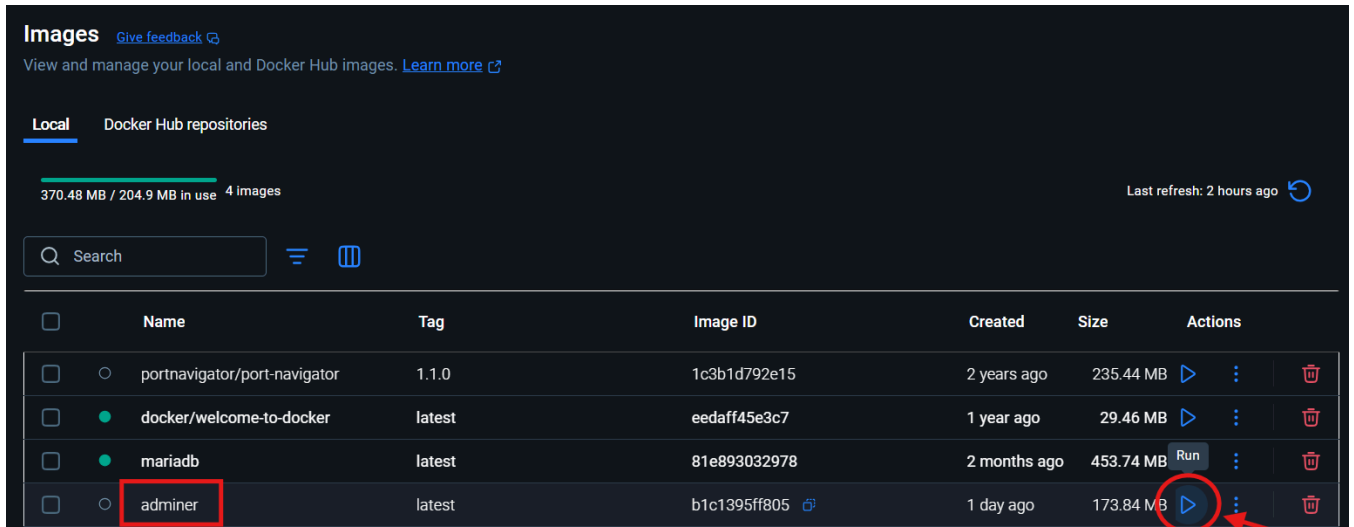 Images Give feedback
View and manage your local and Docker Hub images. Learn more
Local Docker Hub repositories
370.48 MB / 204.9 MB in use 4 images Last refresh: 2 hours ago
Search
Name Tag Image ID Created Size Actions
portnavigator/port-navigator 1.1.0 1c3b1d792e15 2 years ago 235.44 MB
docker/welcome-to-docker latest eedaff45e3c7 1 year ago 29.46 MB
mariadb latest 81e893032978 2 months ago 453.74 MB Run
adminer latest b1c1395ff805 1 day ago 173.84 MB